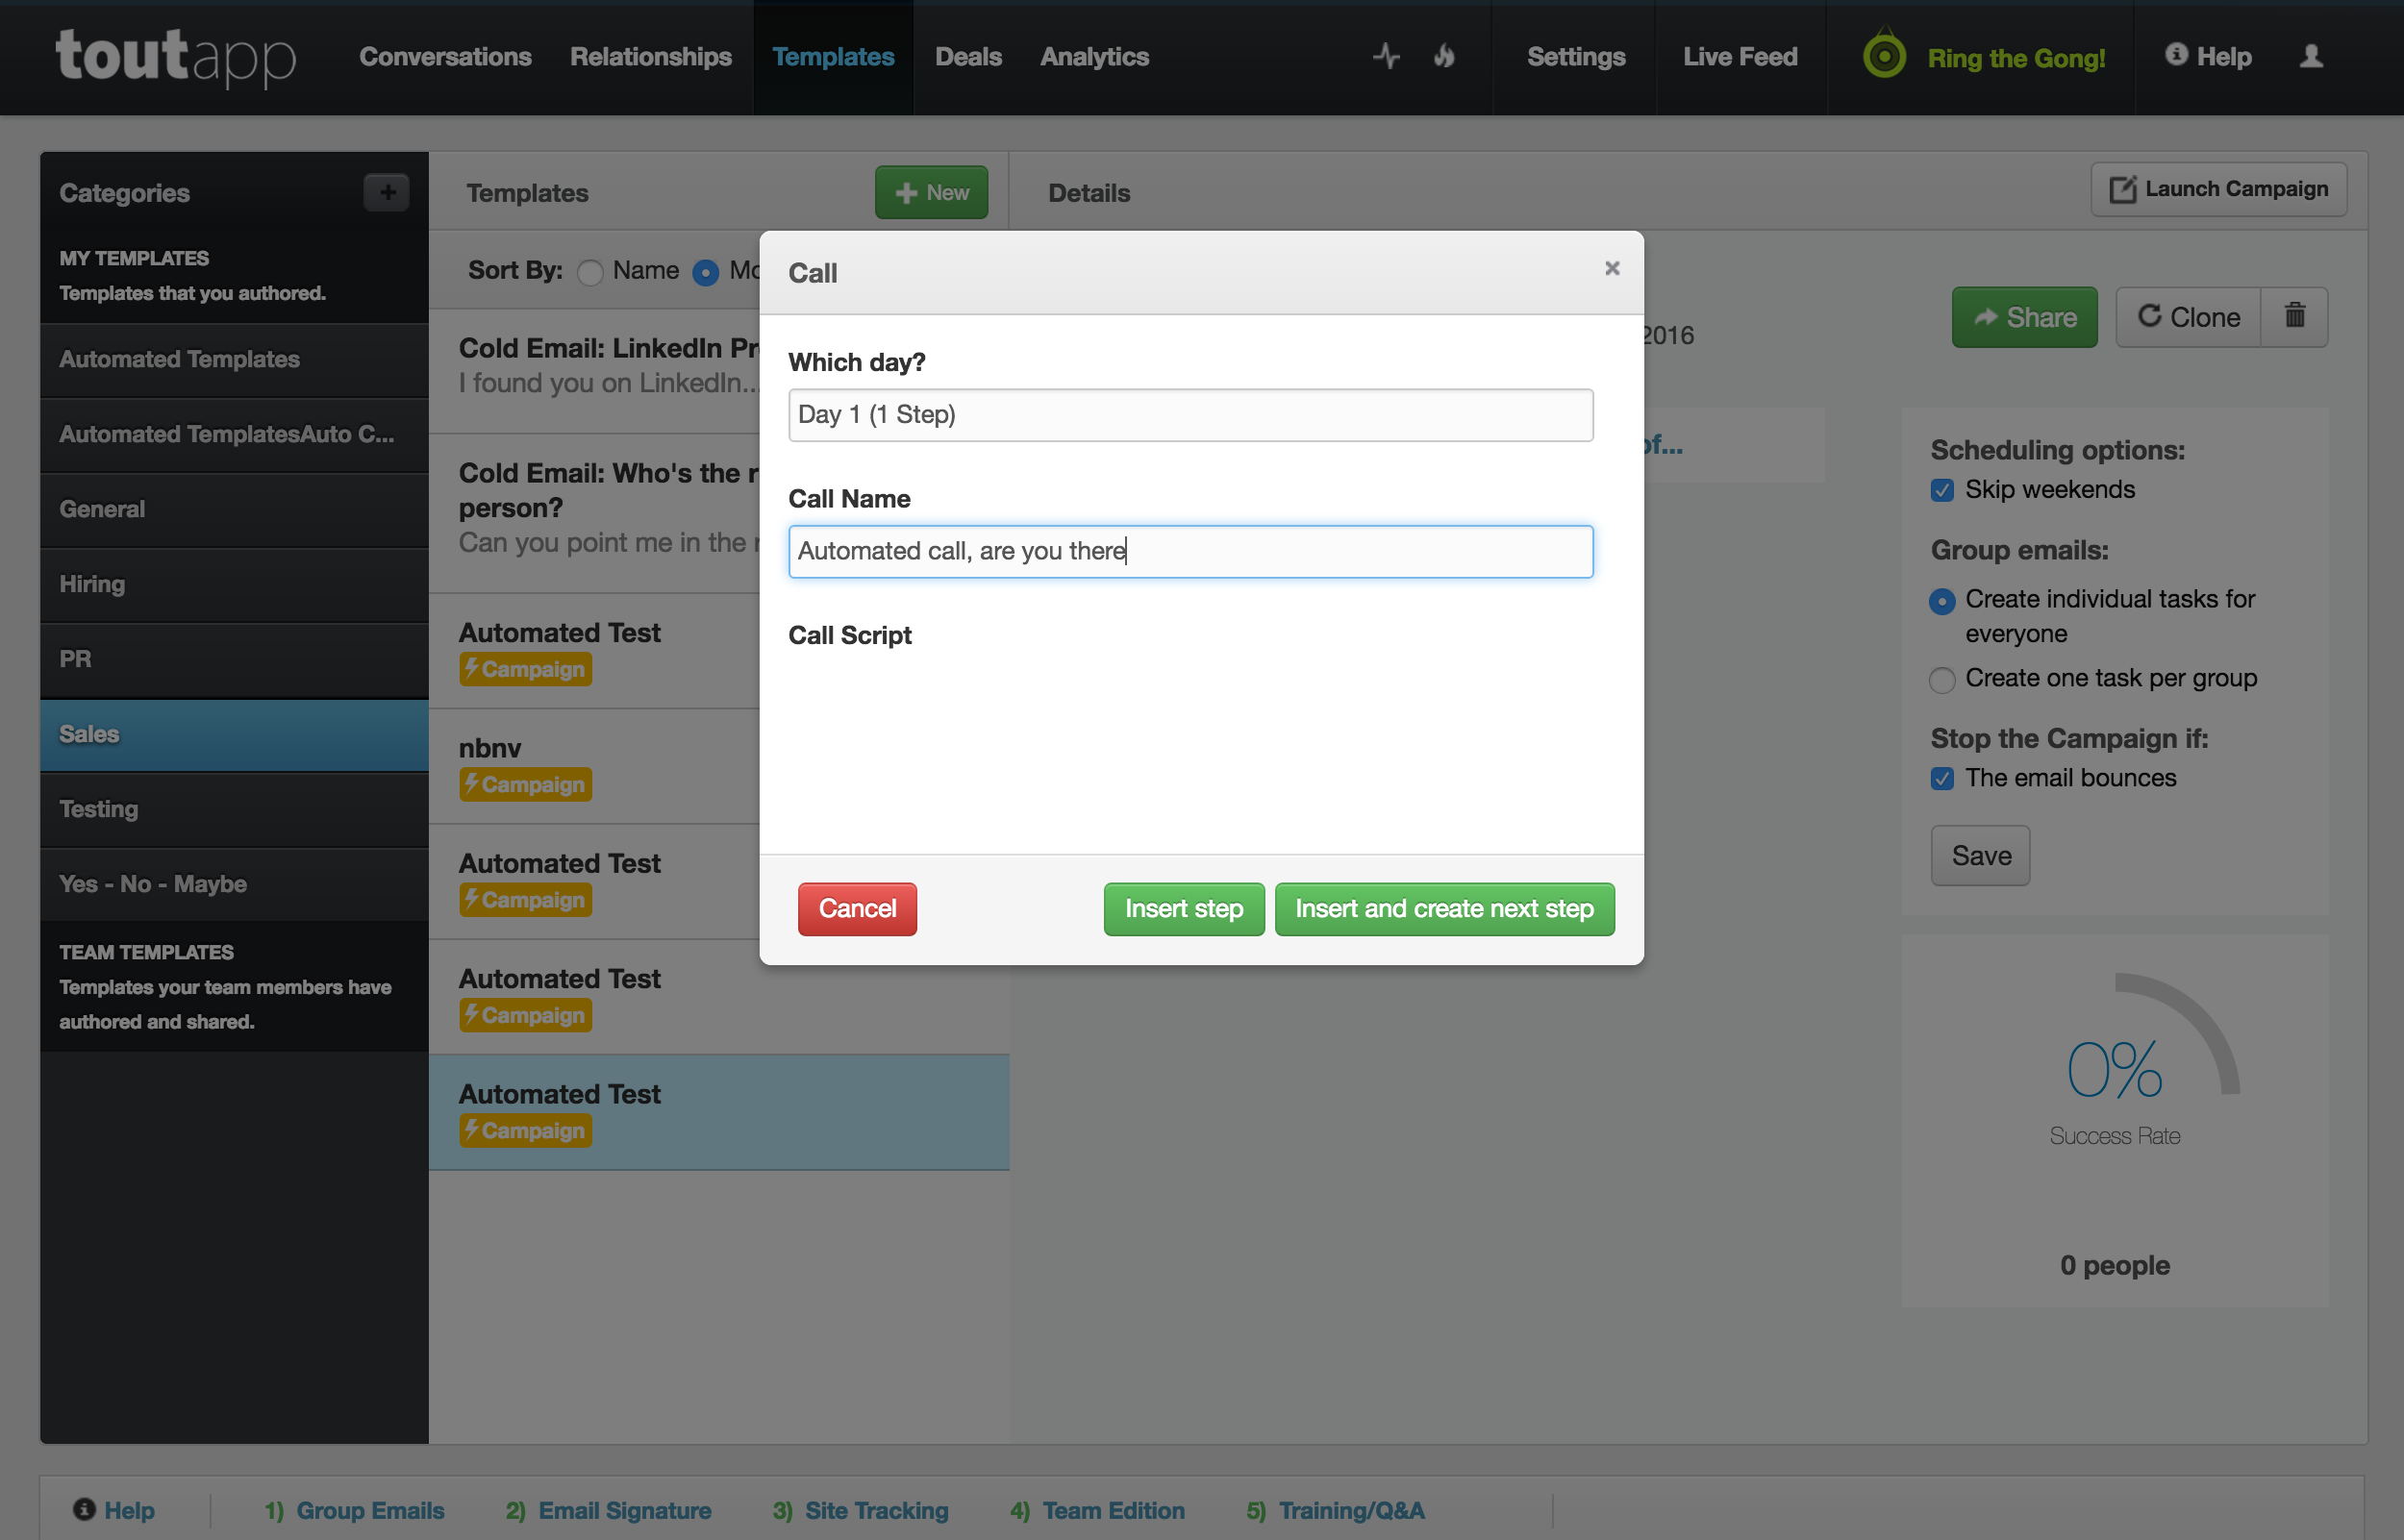 toutapp
Conversations
Relationships
Templates
Deals
Analytics
Settings
Live Feed
Ring the Gong!
Help
Categories
MY TEMPLATES
Templates that you authored.
Automated Templates
Automated TemplatesAuto C...
General
Hiring
PR
Sales
Testing
Yes - No - Maybe
TEAM TEMPLATES
Templates your team members have
authored and shared.
Templates
New
Sort By: Name
Cold Email: LinkedIn
I found you on LinkedIn...
Cold Email: Who's the
person?
Can you point me in the
Automated Test
Campaign
nbnv
Campaign
Automated Test
Campaign
Automated Test
Campaign
Automated Test
Campaign
Details
Launch Campaign
2016
Share
Clone
of...
Call
×
Which day?
Day 1 (1 Step)
Call Name
Automated call, are you there
Call Script
Cancel
Insert step
Insert and create next step
Scheduling options:
Skip weekends
Group emails:
Create individual tasks for
everyone
Create one task per group
Stop the Campaign if:
The email bounces
Save
0%
Success Rate
0 people
Help
1) Group Emails
2) Email Signature
3) Site Tracking
4) Team Edition
5) Training/Q&A